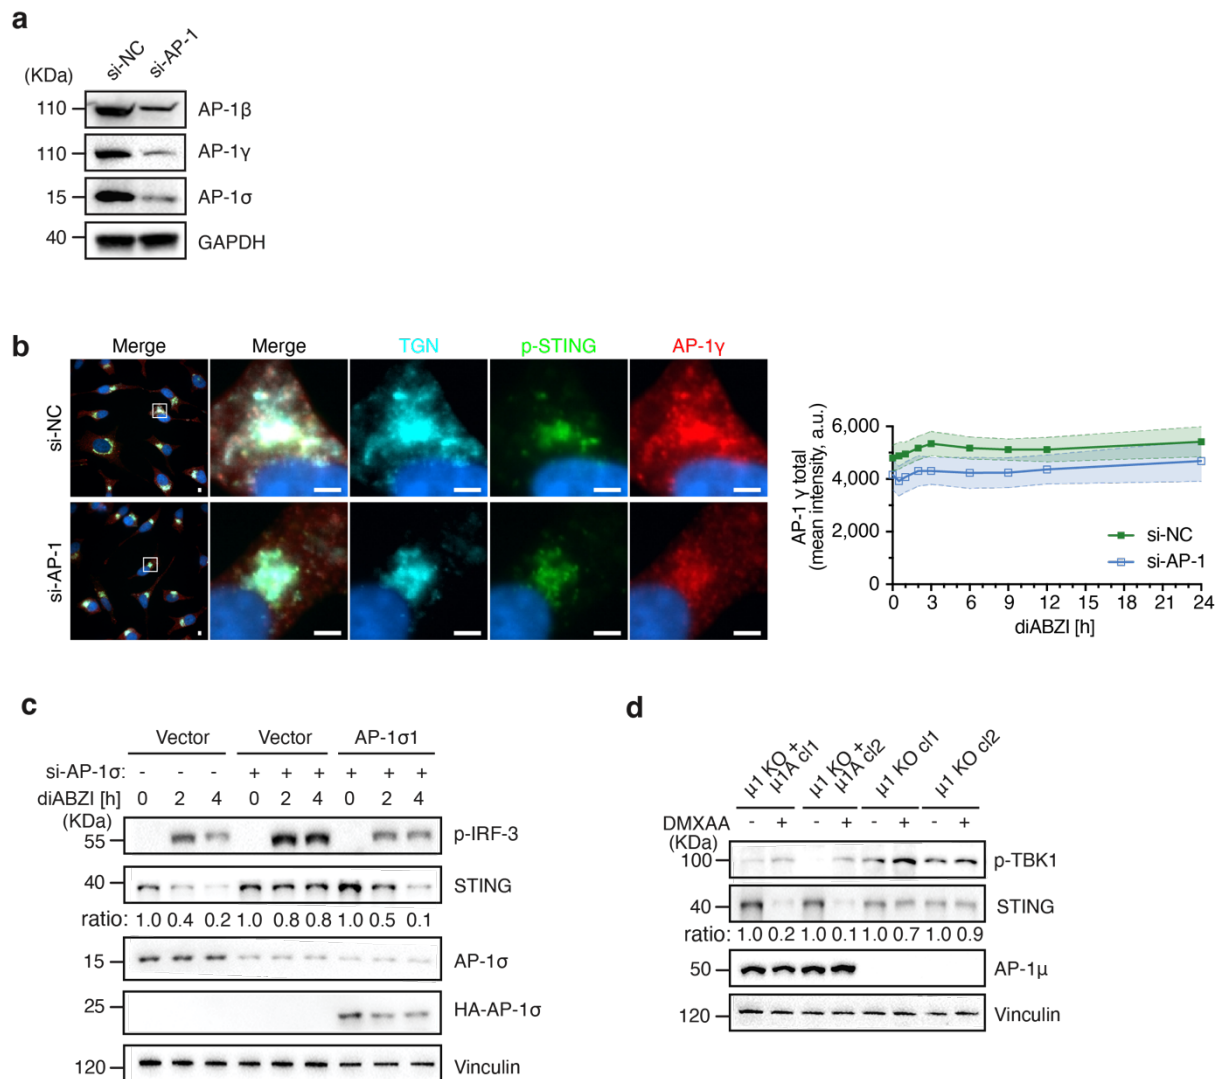 a
si-NC
si-AP-1
(KDa)
110
AP-1β
110
AP-1γ
15
AP-1σ
40
GAPDH
b
Merge
Merge
TGN
p-STING
AP-1γ
si-NC
si-AP-1
AP-1 γ total
(mean intensity, a.u.)
6,000
4,000
2,000
0
si-NC
si-AP-1
0 3 6 9 12 15 18 21 24
diABZI [h]
c
Vector Vector AP-1σ1
si-AP-1σ: - - - + + + + + +
diABZI [h] 0 2 4 0 2 4 0 2 4
(KDa)
55
p-IRF-3
40
STING
ratio: 1.0 0.4 0.2 1.0 0.8 0.8 1.0 0.5 0.1
15
AP-1σ
25
HA-AP-1σ
120
Vinculin
d
μ1 KO +
μ1A cl1
μ1 KO +
μ1A cl2
μ1 KO cl1
μ1 KO cl2
DMXAA - + - + - + - +
(KDa)
100
p-TBK1
40
STING
ratio: 1.0 0.2 1.0 0.1 1.0 0.7 1.0 0.9
50
AP-1μ
120
Vinculin